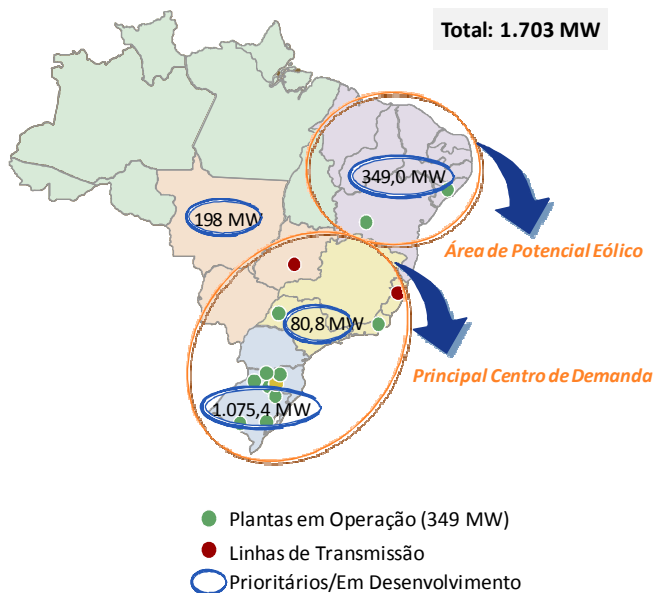 Total: 1.703 MW
349,0 MW
198 MW
Área de Potencial Eólico
80,8 MW
Principal Centro de Demanda
1.075,4 MW
Plantas em Operação (349 MW)
Linhas de Transmissão
Prioritários/Em Desenvolvimento